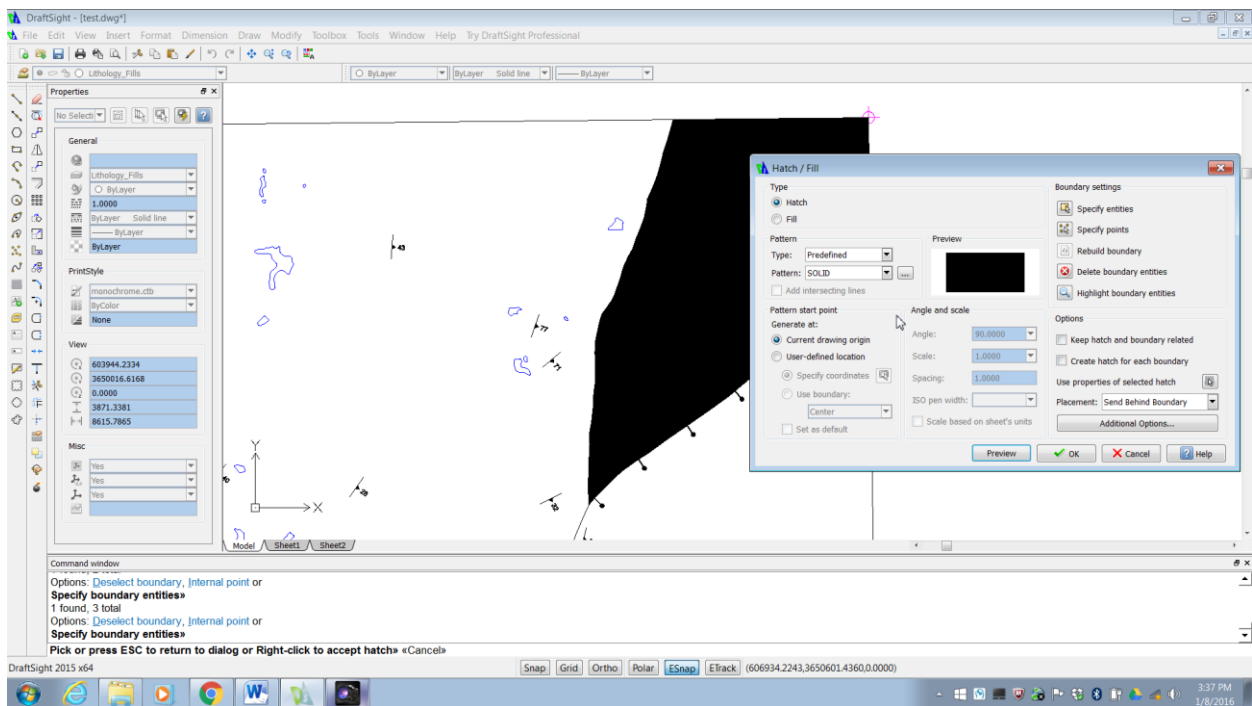 DraftSight - [test.dwg*]
File Edit View Insert Format Dimension Draw Modify Toolbox Tools Window Help Try DraftSight Professional
Lithology_Fills
ByLayer
ByLayer Solid line
ByLayer
Properties
No Selecti
General
Lithology_Fills
ByLayer
1.0000
ByLayer Solid line
ByLayer
ByLayer
PrintStyle
monochrome.ctb
ByColor
None
View
603944.2334
3650016.6168
0.0000
3871.3381
8615.7865
Misc
Yes
Yes
Yes
43
77
71
29
32
Y
X
Model Sheet1 Sheet2
Hatch / Fill
Type
Hatch
Fill
Pattern
Type: Predefined
Pattern: SOLID
...
Add intersecting lines
Preview
Pattern start point
Generate at:
Current drawing origin
User-defined location
Specify coordinates
Use boundary:
Center
Set as default
Angle and scale
Angle: 90.0000
Scale: 1.0000
Spacing: 1.0000
ISO pen width:
Scale based on sheet's units
Boundary settings
Specify entities
Specify points
Rebuild boundary
Delete boundary entities
Highlight boundary entities
Options
Keep hatch and boundary related
Create hatch for each boundary
Use properties of selected hatch
Placement: Send Behind Boundary
Additional Options...
Preview OK Cancel Help
Command window
Options: Deselect boundary, Internal point or
Specify boundary entities»
1 found, 3 total
Options: Deselect boundary, Internal point or
Specify boundary entities»
Pick or press ESC to return to dialog or Right-click to accept hatch» «Cancel»
DraftSight 2015 x64
Snap Grid Ortho Polar ESnap ETrack (606934.2243,3650601.4360,0.0000)
3:37 PM
1/8/2016